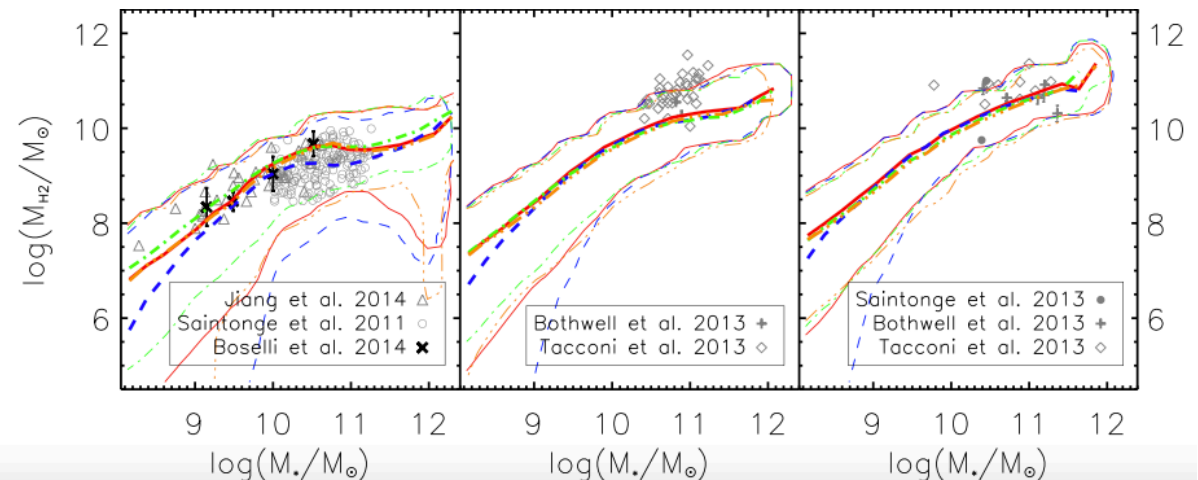 12
10
8
6
log(M_H2/M_⊙)
Jiang et al. 2014
Saintonge et al. 2011
Boselli et al. 2014
9 10 11 12
log(M_*/M_⊙)
Bothwell et al. 2013
Tacconi et al. 2013
9 10 11 12
log(M_*/M_⊙)
Saintonge et al. 2013
Bothwell et al. 2013
Tacconi et al. 2013
9 10 11 12
log(M_*/M_⊙)
12
10
8
6